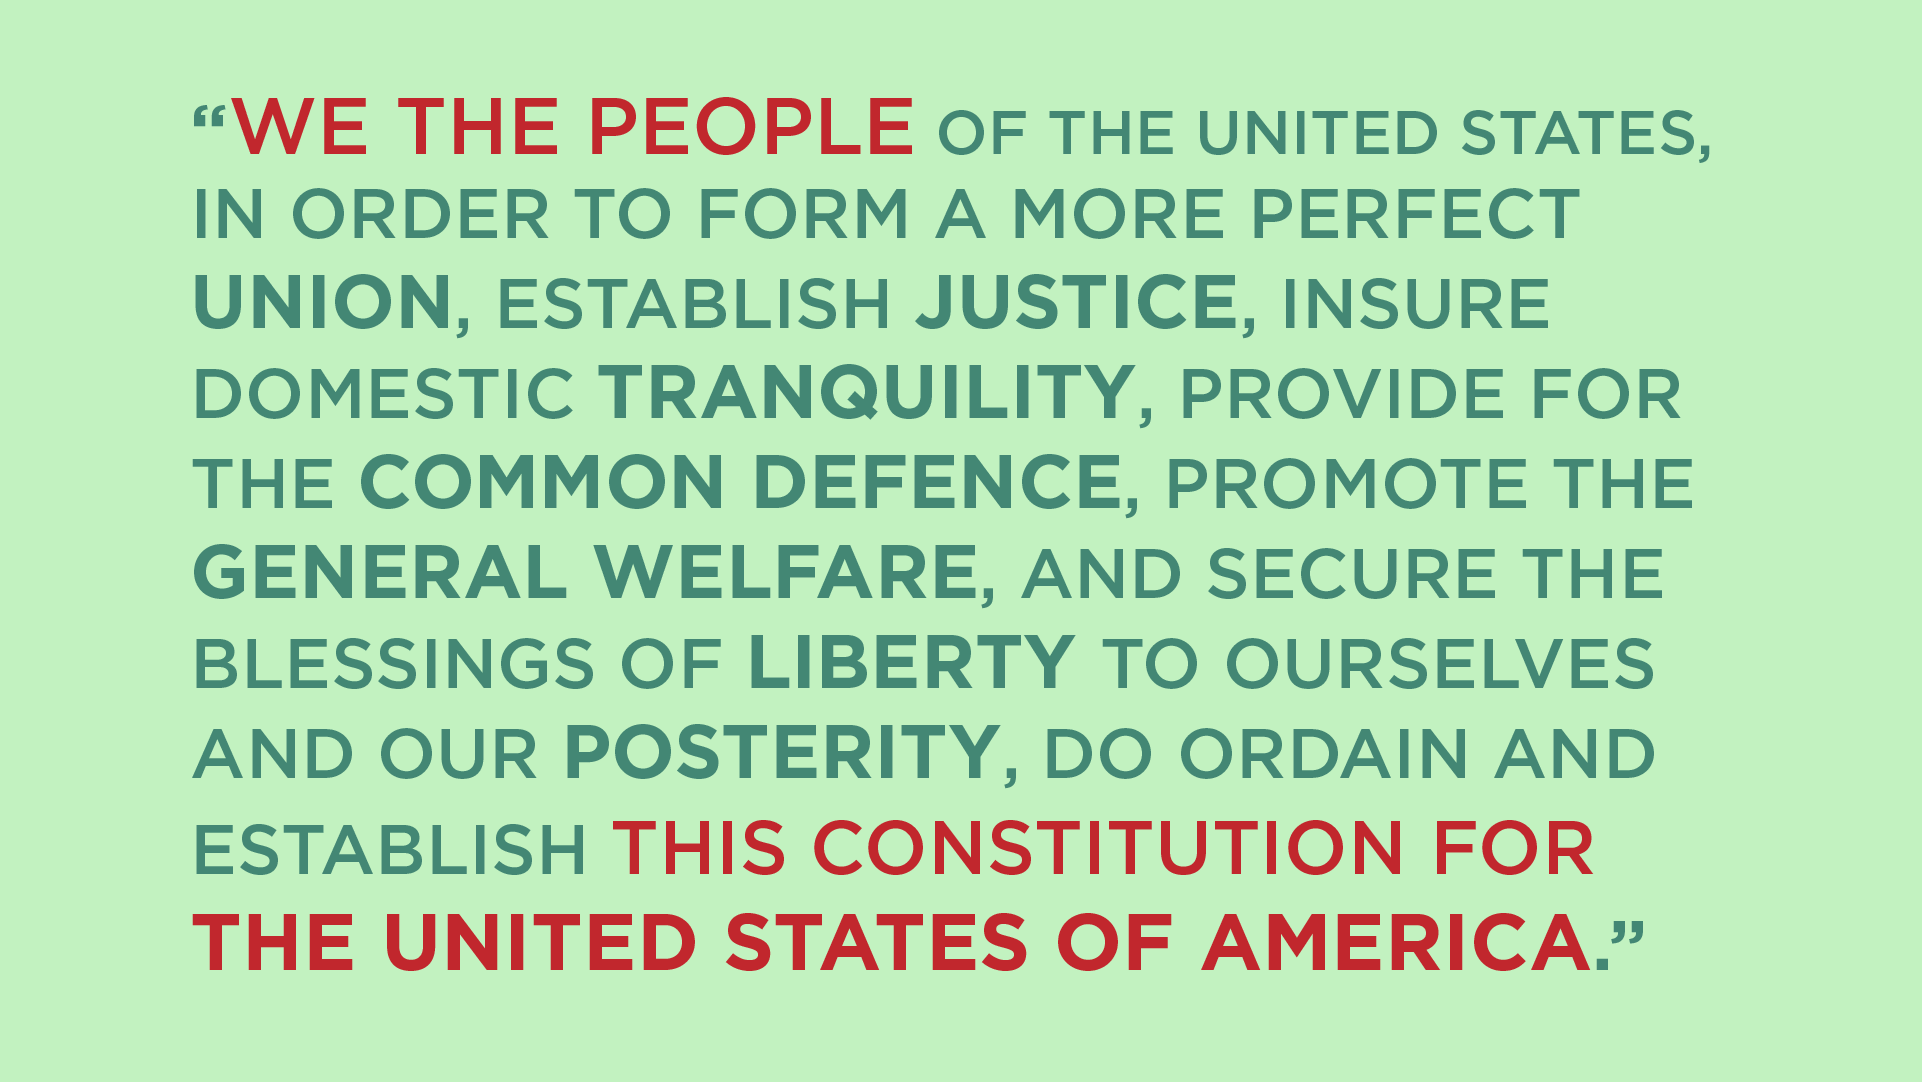 “WE THE PEOPLE OF THE UNITED STATES,
IN ORDER TO FORM A MORE PERFECT
UNION, ESTABLISH JUSTICE, INSURE
DOMESTIC TRANQUILITY, PROVIDE FOR
THE COMMON DEFENCE, PROMOTE THE
GENERAL WELFARE, AND SECURE THE
BLESSINGS OF LIBERTY TO OURSELVES
AND OUR POSTERITY, DO ORDAIN AND
ESTABLISH THIS CONSTITUTION FOR
THE UNITED STATES OF AMERICA.”